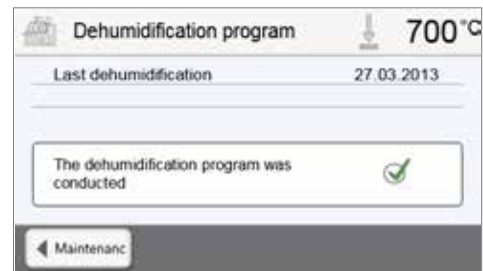 Dehumidification program 700°C
Last dehumidification 27.03.2013
The dehumidification program was
conducted
Maintenanc